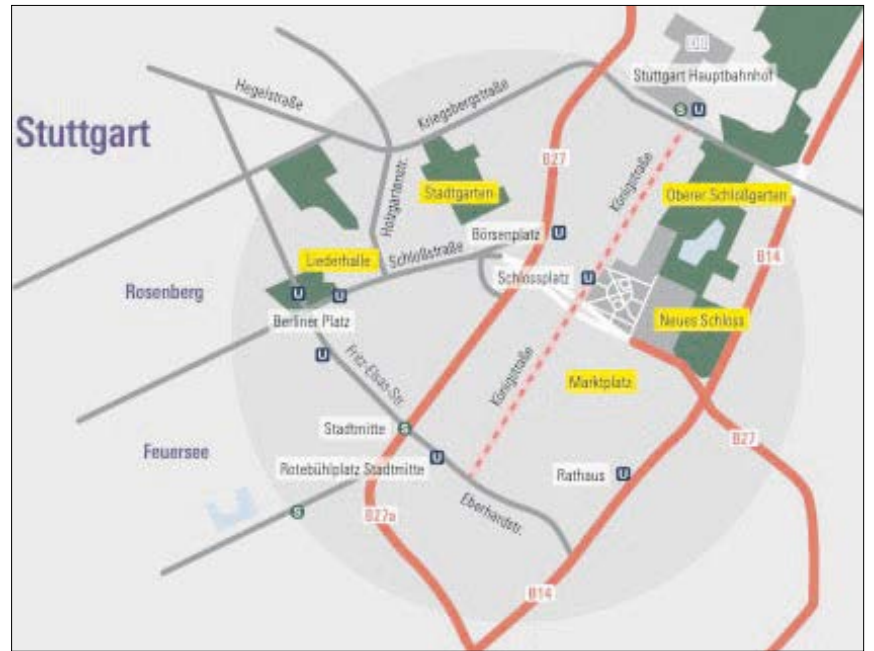 Stuttgart
DB
Stuttgart Hauptbahnhof
S U
Hegelstraße
Kriegsbergstraße
B27
Königstraße
Holzgartenstr.
Stadtgarten
Oberer Schloßgarten
Börsenplatz U
Liederhalle
Schloßstraße
Schlossplatz U
B14
Rosenberg
U U
Berliner Platz
Neues Schloss
U
Fritz-Elsas-Str.
Königstraße
Marktplatz
Stadtmitte S
B27
Feuersee
Rotebühlplatz Stadtmitte U
Rathaus U
Eberhardstr.
S
B27a
B14